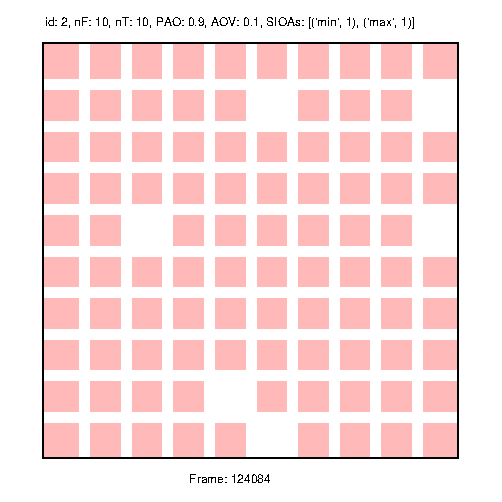 id: 2, nF: 10, nT: 10, PAO: 0.9, AOV: 0.1, SIOAs: [('min', 1), ('max', 1)]
Frame: 124084